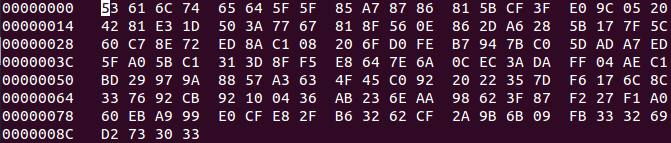 00000000 53 61 6C 74 65 64 5F 5F 85 A7 87 86 81 5B CF 3F E0 9C 05 20
00000014 42 81 E3 1D 50 3A 77 67 81 8F 56 0E 86 2D A6 28 5B 17 7F 5C
00000028 60 C7 8E 72 ED 8A C1 08 20 6F D0 FE B7 94 7B C0 5D AD A7 ED
0000003C 5F A0 5B C1 31 3D 8F F5 E8 64 7E 6A 0C EC 3A DA FF 04 AE C1
00000050 BD 29 97 9A 88 57 A3 63 4F 45 C0 92 20 22 35 7D F6 17 6C 8C
00000064 33 76 92 CB 92 10 04 36 AB 23 6E AA 98 62 3F 87 F2 27 F1 A0
00000078 60 EB A9 99 E0 CF E8 2F B6 32 62 CF 2A 9B 6B 09 FB 33 32 69
0000008C D2 73 30 33